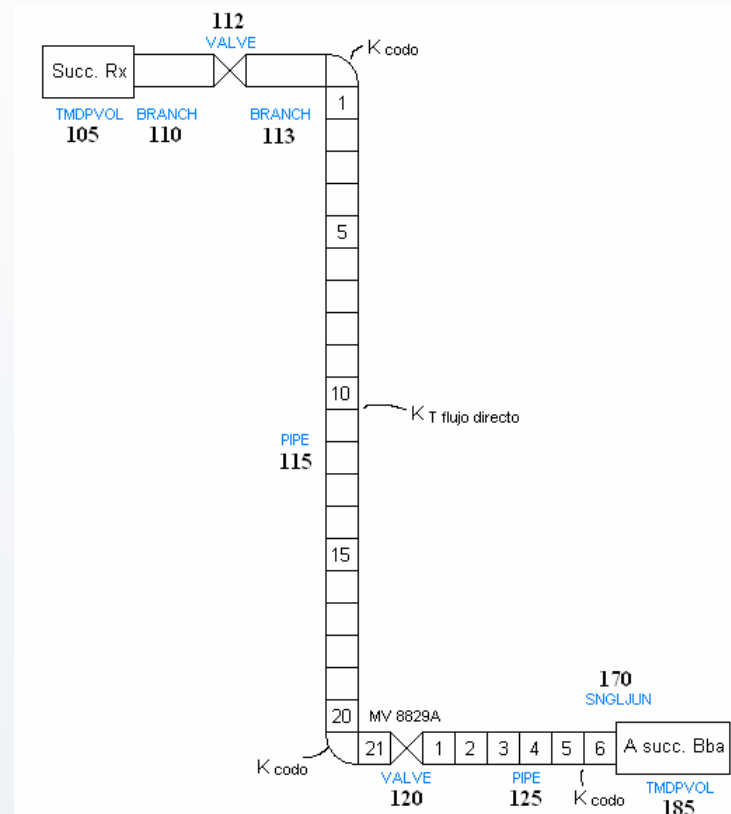 112
VALVE
K codo
Succ. Rx
TMDPVOL BRANCH BRANCH
105 110 113
1
5
10
K T flujo directo
PIPE
115
15
170
SNGLJUN
20 MV 8829A
21 1 2 3 4 5 6 A succ. Bba
K codo
VALVE PIPE K codo TMDPVOL
120 125 185